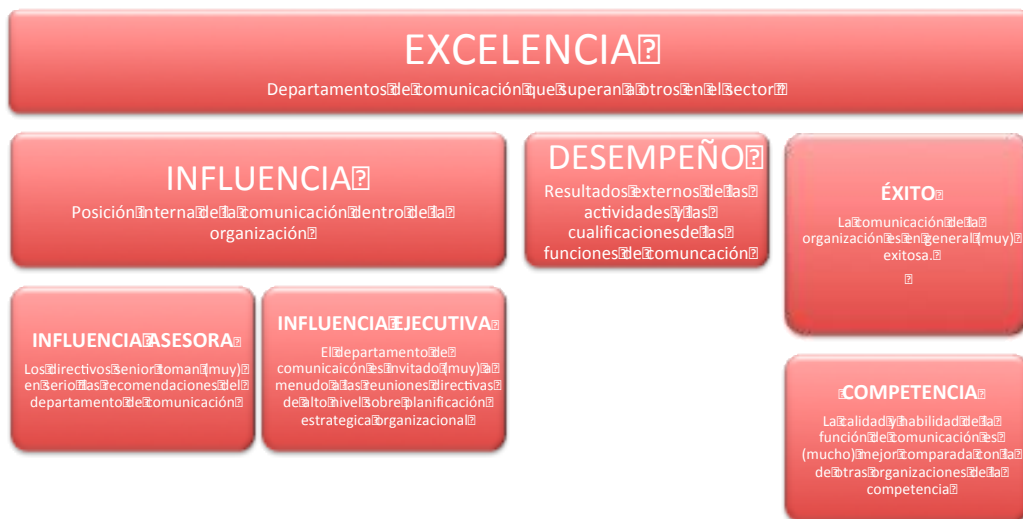 EXCELENCIA
Departamentos de comunicación que superan a otros en el sector
INFLUENCIA
Posición interna de la comunicación dentro de la
organización
DESEMPEÑO
Resultados externos de las
actividades y las
cualificacionesde las
funciones de comuncación
ÉXITO
La comunicación de la
organización es en general (muy)
exitosa.
INFLUENCIA ASESORA
Los directivos senior toman (muy)
en serio las recomendaciones del
departamento de comunicación
INFLUENCIA EJECUTIVA
El departamento de
comunicaicón es invitado (muy) a
menudo a las reuniones directivas
de alto nivel sobre planificación
estrategica organizacional
COMPETENCIA
La calidad y habilidad de la
función de comunicación es
(mucho) mejor comparada con la
de otras organizaciones de la
competencia